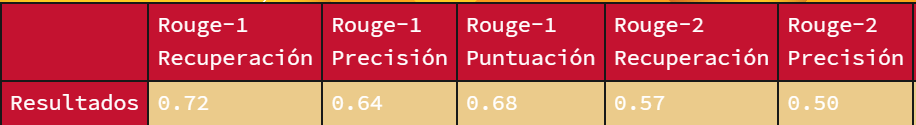 Rouge-1 Recuperación
Rouge-1 Precisión
Rouge-1 Puntuación
Rouge-2 Recuperación
Rouge-2 Precisión
Resultados 0.72 0.64 0.68 0.57 0.50